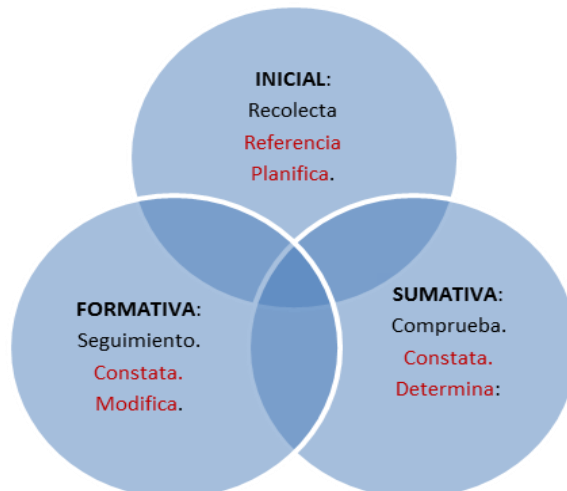 INICIAL:
Recolecta
Referencia
Planifica.
FORMATIVA:
Seguimiento.
Constata.
Modifica.
SUMATIVA:
Comprueba.
Constata.
Determina: